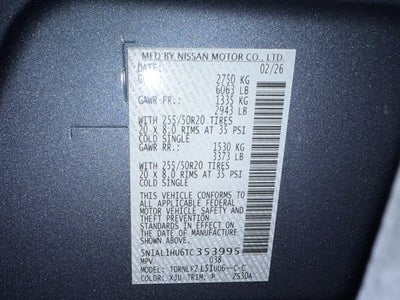 MFD BY NISSAN MOTOR CO., LTD.
DATE: 02/26
G 2750 KG
6063 LB
GAWR FR.: 1335 KG
2943 LB
WITH 255/50R20 TIRES
20 x 8.0 RIMS AT 35 PSI
COLD SINGLE
GAWR RR.: 1530 KG
3373 LB
WITH 255/50R20 TIRES
20 x 8.0 RIMS AT 35 PSI
COLD SINGLE
THIS VEHICLE CONFORMS TO ALL
APPLICABLE FEDERAL MOTOR VEHICLE
SAFETY AND THEFT PREVENTION
STANDARDS IN EFFECT ON THE DATE
OF MANUFACTURE SHOWN ABOVE.
5N1AL1HU6TC353995
MPV 038
MODEL: TORNLFZL51UU6--C-C
COLOR: XJU TRIM: P 2530A